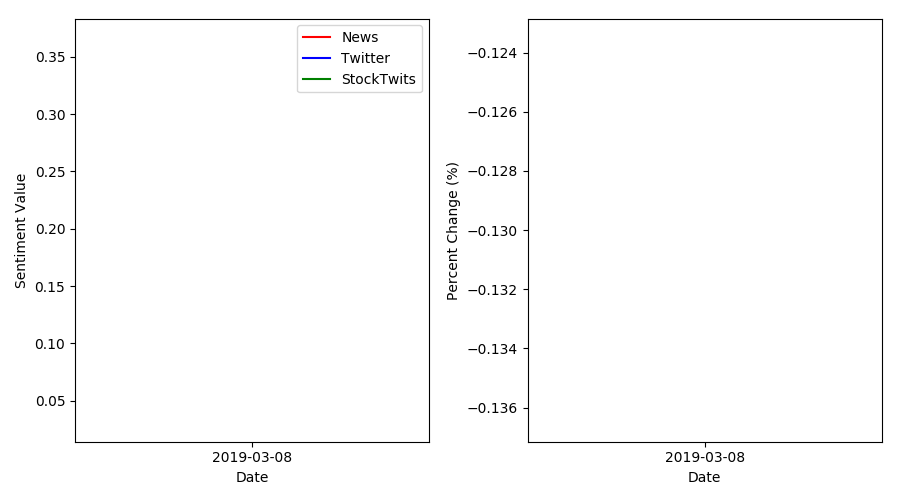 News
Twitter
StockTwits
0.35
0.30
0.25
0.20
0.15
0.10
0.05
Sentiment Value
2019-03-08
Date
−0.124
−0.126
−0.128
−0.130
−0.132
−0.134
−0.136
Percent Change (%)
2019-03-08
Date